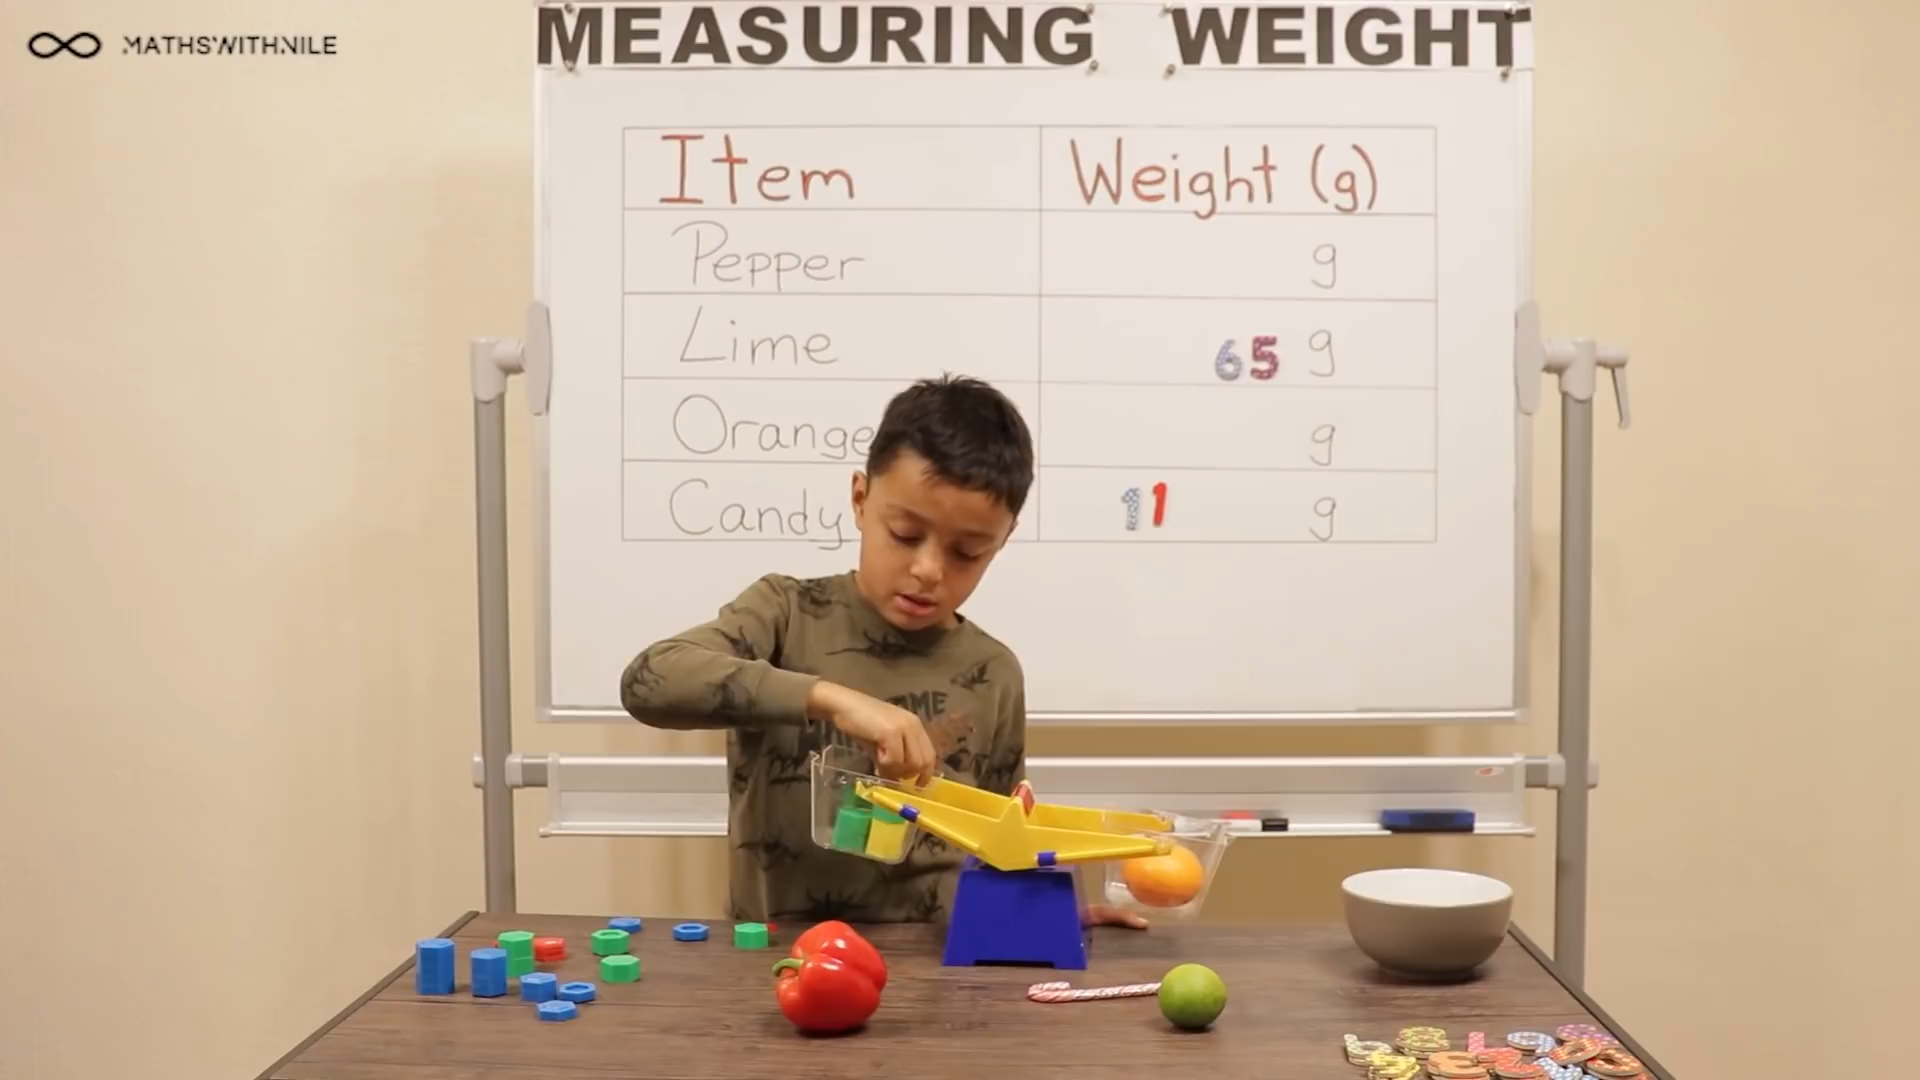 MATHSWITHNILE
MEASURING WEIGHT
Item Weight (g)
Pepper g
Lime 65 g
Orange g
Candy 11 g